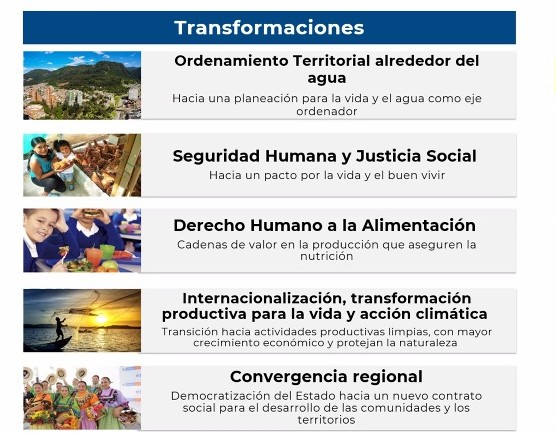 Transformaciones
Ordenamiento Territorial alrededor del
agua
Hacia una planeación para la vida y el agua como eje
ordenador
Seguridad Humana y Justicia Social
Hacia un pacto por la vida y el buen vivir
Derecho Humano a la Alimentación
Cadenas de valor en la producción que aseguren la
nutrición
Internacionalización, transformación
productiva para la vida y acción climática
Transición hacia actividades productivas limpias, con mayor
crecimiento económico y protejan la naturaleza
Convergencia regional
Democratización del Estado hacia un nuevo contrato
social para el desarrollo de las comunidades y los
territorios